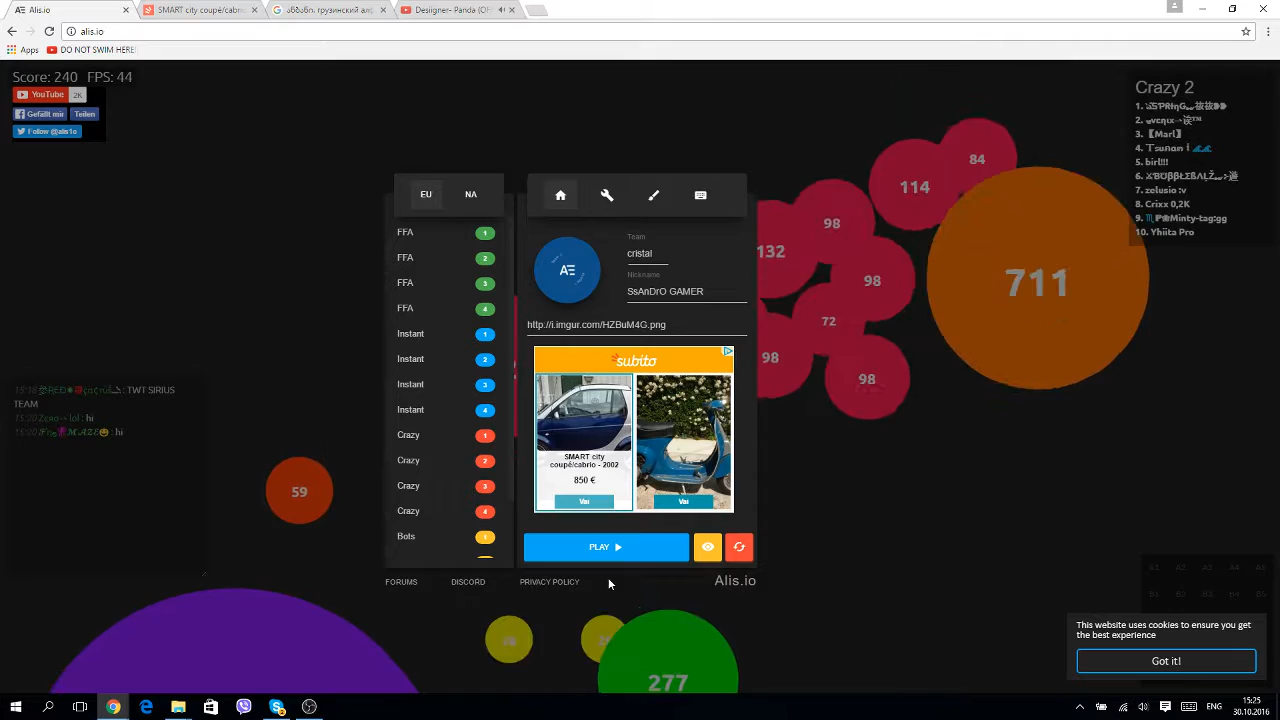 Alis.io
SMART city coupé/cabrio
ანბანი. грузинский алф
Desiigner- Panda [OF
alis.io
Apps
DO NOT SWIM HERE!
Score: 240 FPS: 44
YouTube 2K
Gefällt mir Teilen
Follow @alis1o
Crazy 2
3. 【Marl】
5. birl!!!
7. zelusio :v
8. Crixx 0,2K
10. Yhiita Pro
84
114
98
132
711
98
72
98
98
59
277
EU NA
FFA 1
FFA 2
FFA 3
FFA 4
Instant 1
Instant 2
Instant 3
Instant 4
Crazy 1
Crazy 2
Crazy 3
Crazy 4
Bots 1
Team
cristal
Nickname
SsAnDrO GAMER
http://i.imgur.com/HZBuM4G.png
subito
SMART city
coupé/cabrio - 2002
850 €
Vai Vai
PLAY
FORUMS DISCORD PRIVACY POLICY Alis.io
: TWT SIRIUS
TEAM
: hi
: hi
This website uses cookies to ensure you get
the best experience
Got it!
ENG
15:25
30.10.2016